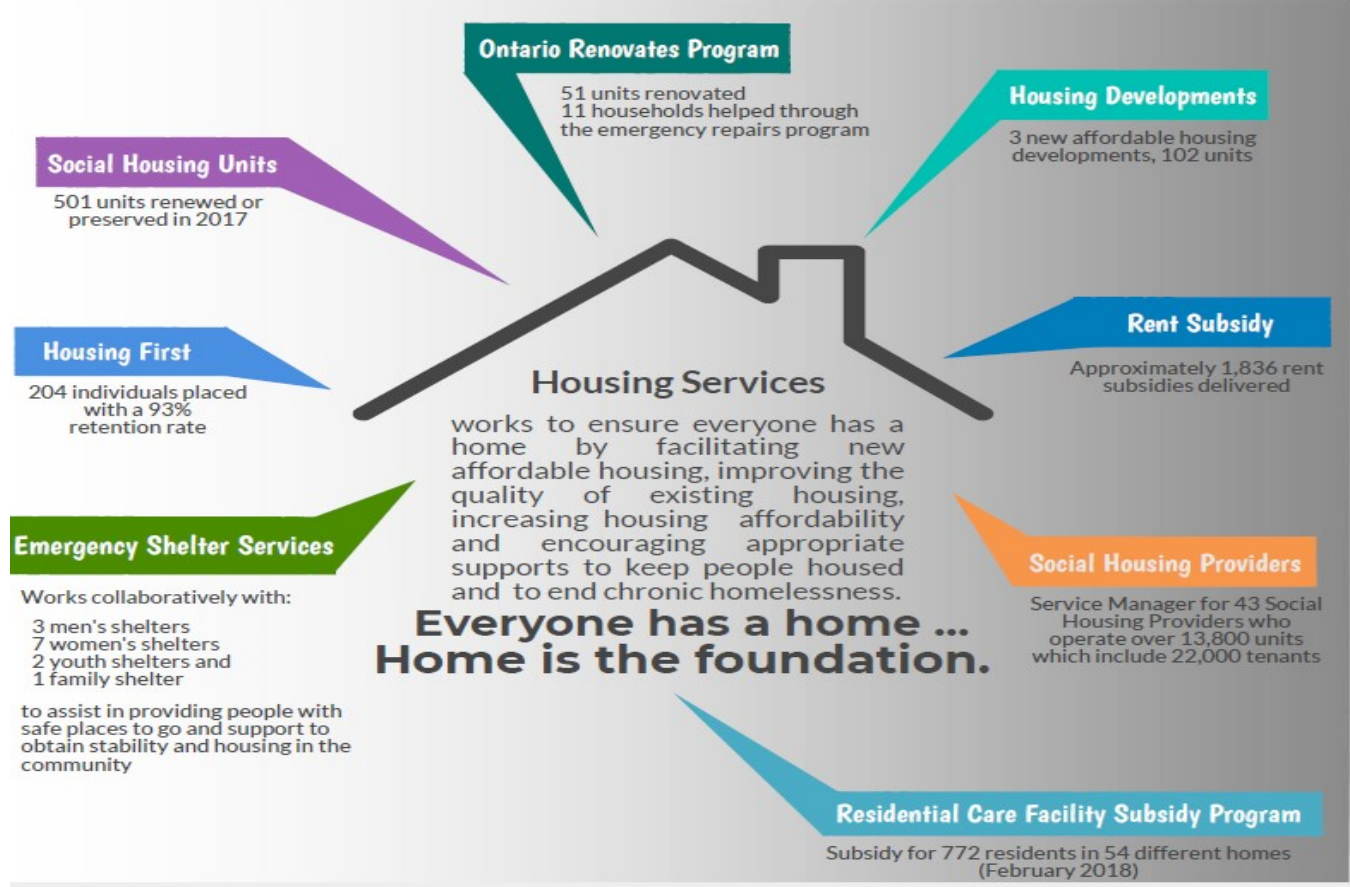 Ontario Renovates Program
51 units renovated
11 households helped through
the emergency repairs program
Housing Developments
3 new affordable housing
developments, 102 units
Social Housing Units
501 units renewed or
preserved in 2017
Rent Subsidy
Approximately 1,836 rent
subsidies delivered
Housing First
204 individuals placed
with a 93%
retention rate
Housing Services
works to ensure everyone has a
home by facilitating new
affordable housing, improving the
quality of existing housing,
increasing housing affordability
and encouraging appropriate
supports to keep people housed
and to end chronic homelessness.
Everyone has a home ...
Home is the foundation.
Emergency Shelter Services
Works collaboratively with:
3 men's shelters
7 women's shelters
2 youth shelters and
1 family shelter
to assist in providing people with
safe places to go and support to
obtain stability and housing in the
community
Social Housing Providers
Service Manager for 43 Social
Housing Providers who
operate over 13,800 units
which include 22,000 tenants
Residential Care Facility Subsidy Program
Subsidy for 772 residents in 54 different homes
(February 2018)